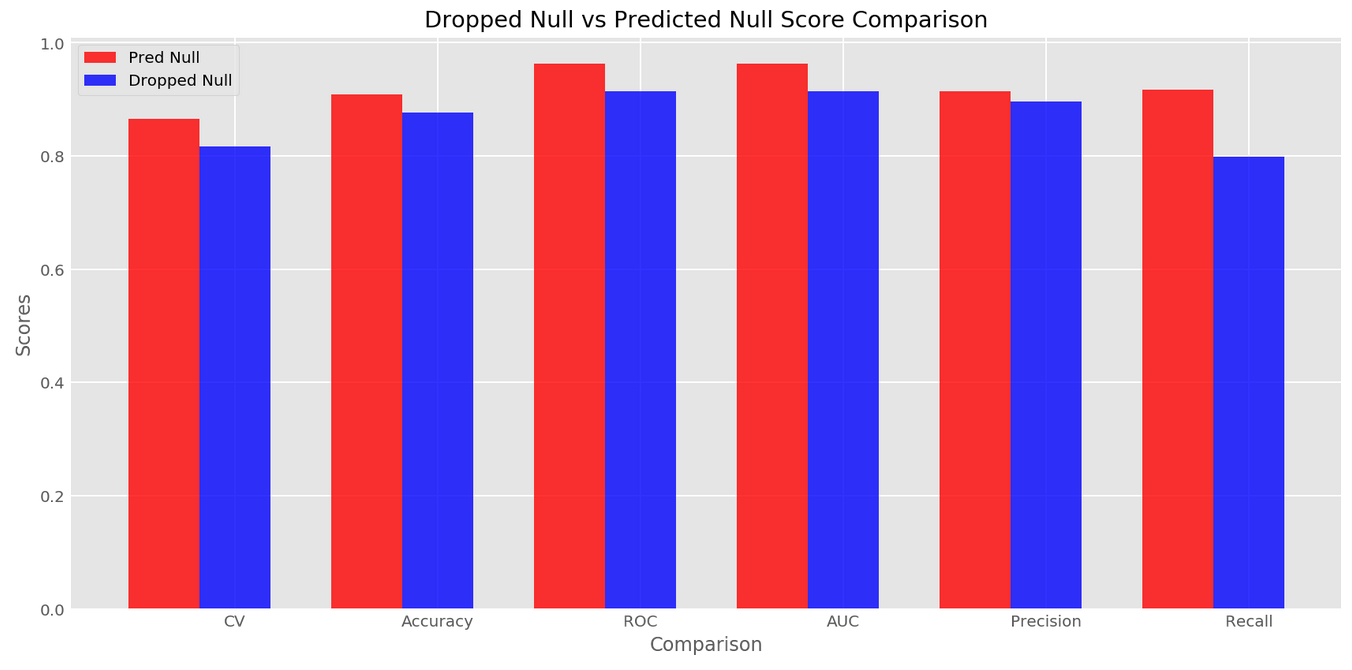 Dropped Null vs Predicted Null Score Comparison
Pred Null
Dropped Null
1.0
0.8
0.6
0.4
0.2
0.0
Scores
CV Accuracy ROC AUC Precision Recall
Comparison